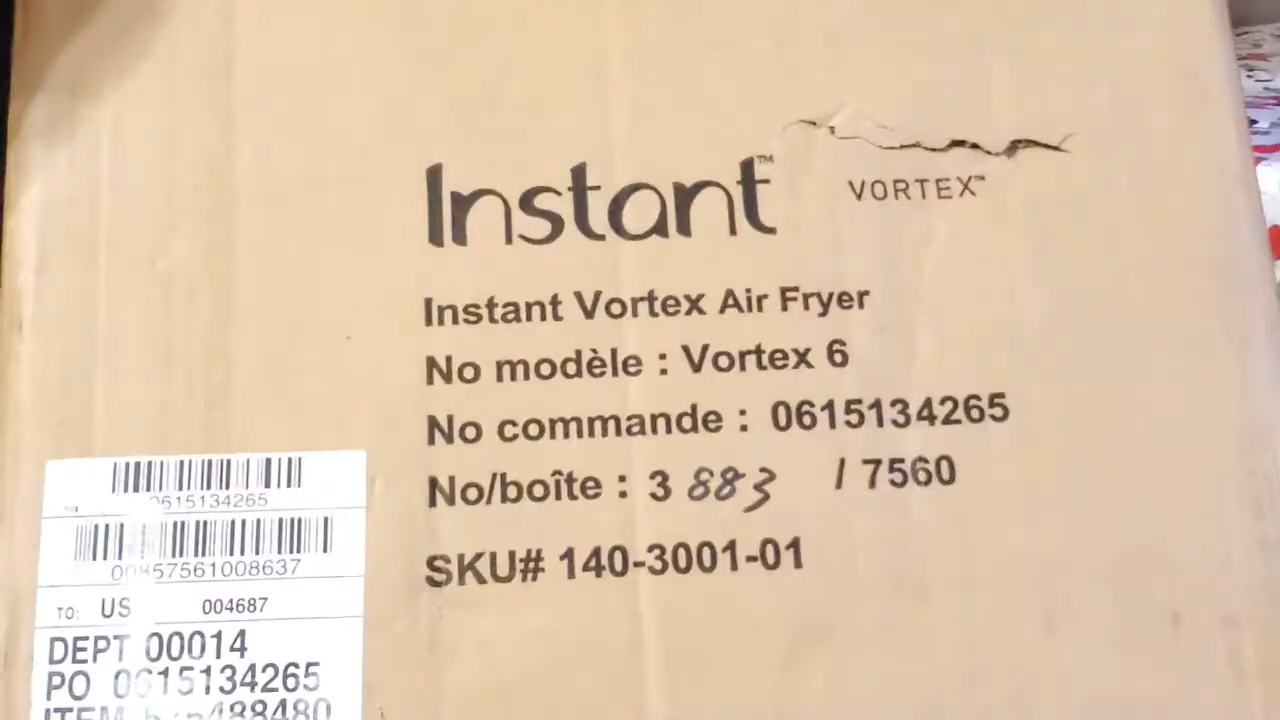 Instant™ VORTEX™
Instant Vortex Air Fryer
No modèle : Vortex 6
No commande : 0615134265
No/boîte : 3 883 / 7560
SKU# 140-3001-01
0615134265
00857561008637
TO: US 004687
DEPT 00014
PO 0615134265
ITEM